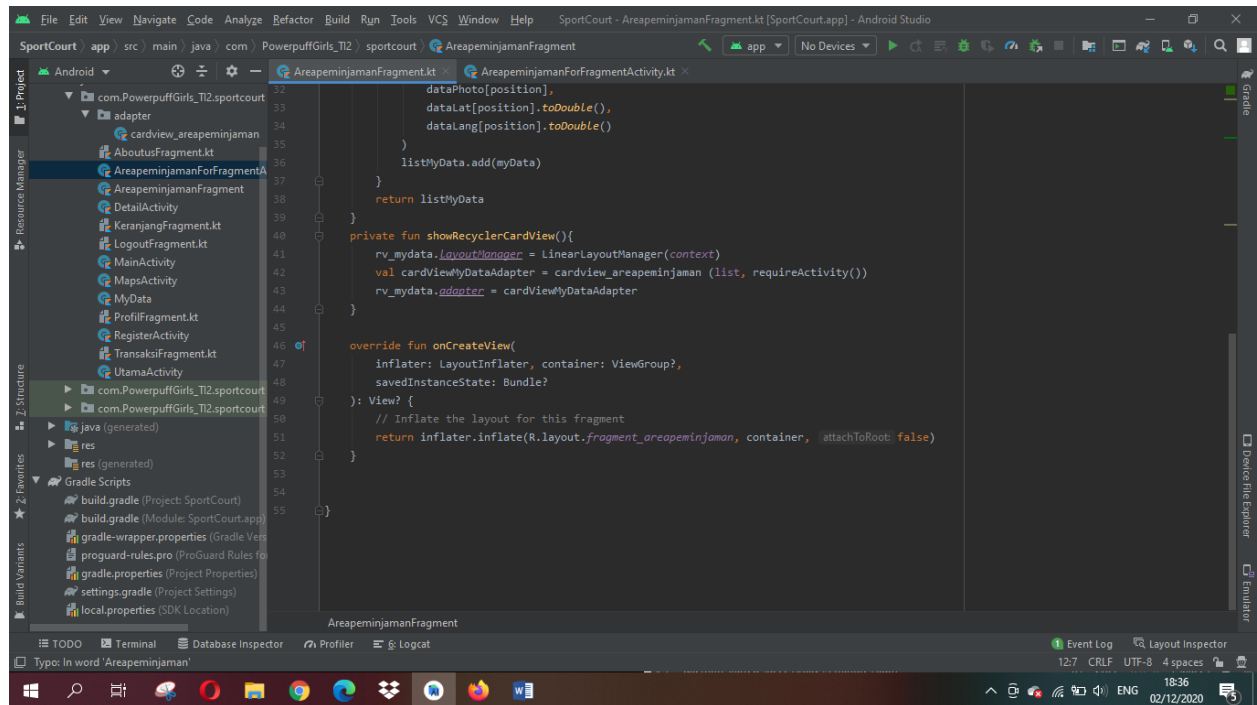 File Edit View Navigate Code Analyze Refactor Build Run Tools VCS Window Help SportCourt - AreapeminjamanFragment.kt [SportCourt.app] - Android Studio
SportCourt app src main java com PowerpuffGirls_TI2 sportcourt AreapeminjamanFragment app No Devices
Android AreapeminjamanFragment.kt AreapeminjamanForFragmentActivity.kt
1: Project
Resource Manager
Z: Structure
2: Favorites
Build Variants
com.PowerpuffGirls_TI2.sportcourt
adapter
cardview_areapeminjaman
AboutusFragment.kt
AreapeminjamanForFragmentA
AreapeminjamanFragment
DetailActivity
KeranjangFragment.kt
LogoutFragment.kt
MainActivity
MapsActivity
MyData
ProfilFragment.kt
RegisterActivity
TransaksiFragment.kt
UtamaActivity
com.PowerpuffGirls_TI2.sportcourt
com.PowerpuffGirls_TI2.sportcourt
java (generated)
res
res (generated)
Gradle Scripts
build.gradle (Project: SportCourt)
build.gradle (Module: SportCourt.app)
gradle-wrapper.properties (Gradle Vers
proguard-rules.pro (ProGuard Rules fo
gradle.properties (Project Properties)
settings.gradle (Project Settings)
local.properties (SDK Location)
32 dataPhoto[position],
33 dataLat[position].toDouble(),
34 dataLang[position].toDouble()
35 )
36 listMyData.add(myData)
37 }
38 return listMyData
39 }
40 private fun showRecyclerCardView(){
41 rv_mydata.layoutManager = LinearLayoutManager(context)
42 val cardViewMyDataAdapter = cardview_areapeminjaman (list, requireActivity())
43 rv_mydata.adapter = cardViewMyDataAdapter
44 }
45
46 override fun onCreateView(
47 inflater: LayoutInflater, container: ViewGroup?,
48 savedInstanceState: Bundle?
49 ): View? {
50 // Inflate the layout for this fragment
51 return inflater.inflate(R.layout.fragment_areapeminjaman, container, attachToRoot: false)
52 }
53
54
55 }
AreapeminjamanFragment
Gradle
Device File Explorer
Emulator
TODO Terminal Database Inspector Profiler 6: Logcat Event Log Layout Inspector
Typo: In word 'Areapeminjaman' 12:7 CRLF UTF-8 4 spaces
ENG 18:36
02/12/2020